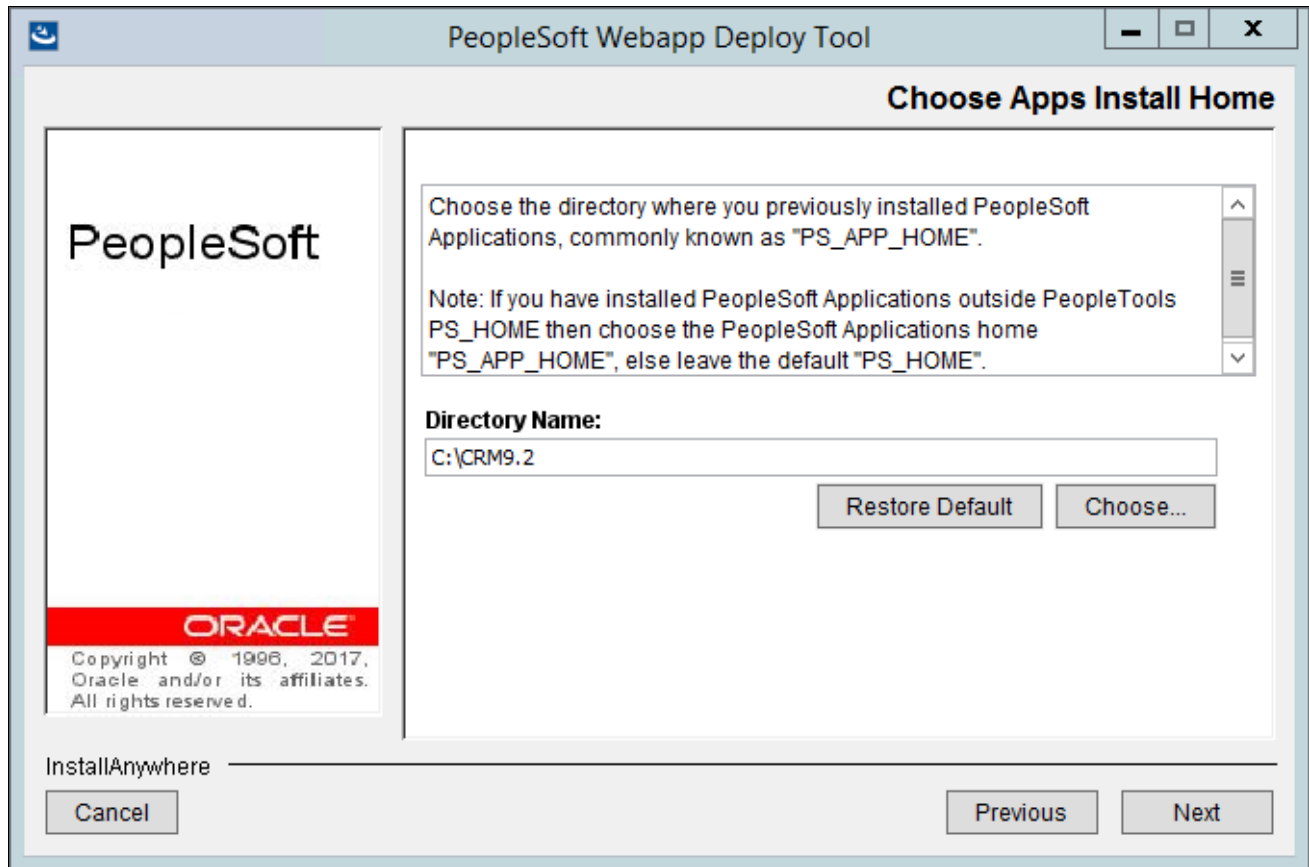 PeopleSoft Webapp Deploy Tool
Choose Apps Install Home
PeopleSoft
ORACLE
Copyright © 1996, 2017,
Oracle and/or its affiliates.
All rights reserved.
Choose the directory where you previously installed PeopleSoft
Applications, commonly known as "PS_APP_HOME".
Note: If you have installed PeopleSoft Applications outside PeopleTools
PS_HOME then choose the PeopleSoft Applications home
"PS_APP_HOME", else leave the default "PS_HOME".
Directory Name:
C:\CRM9.2
Restore Default
Choose...
InstallAnywhere
Cancel
Previous
Next